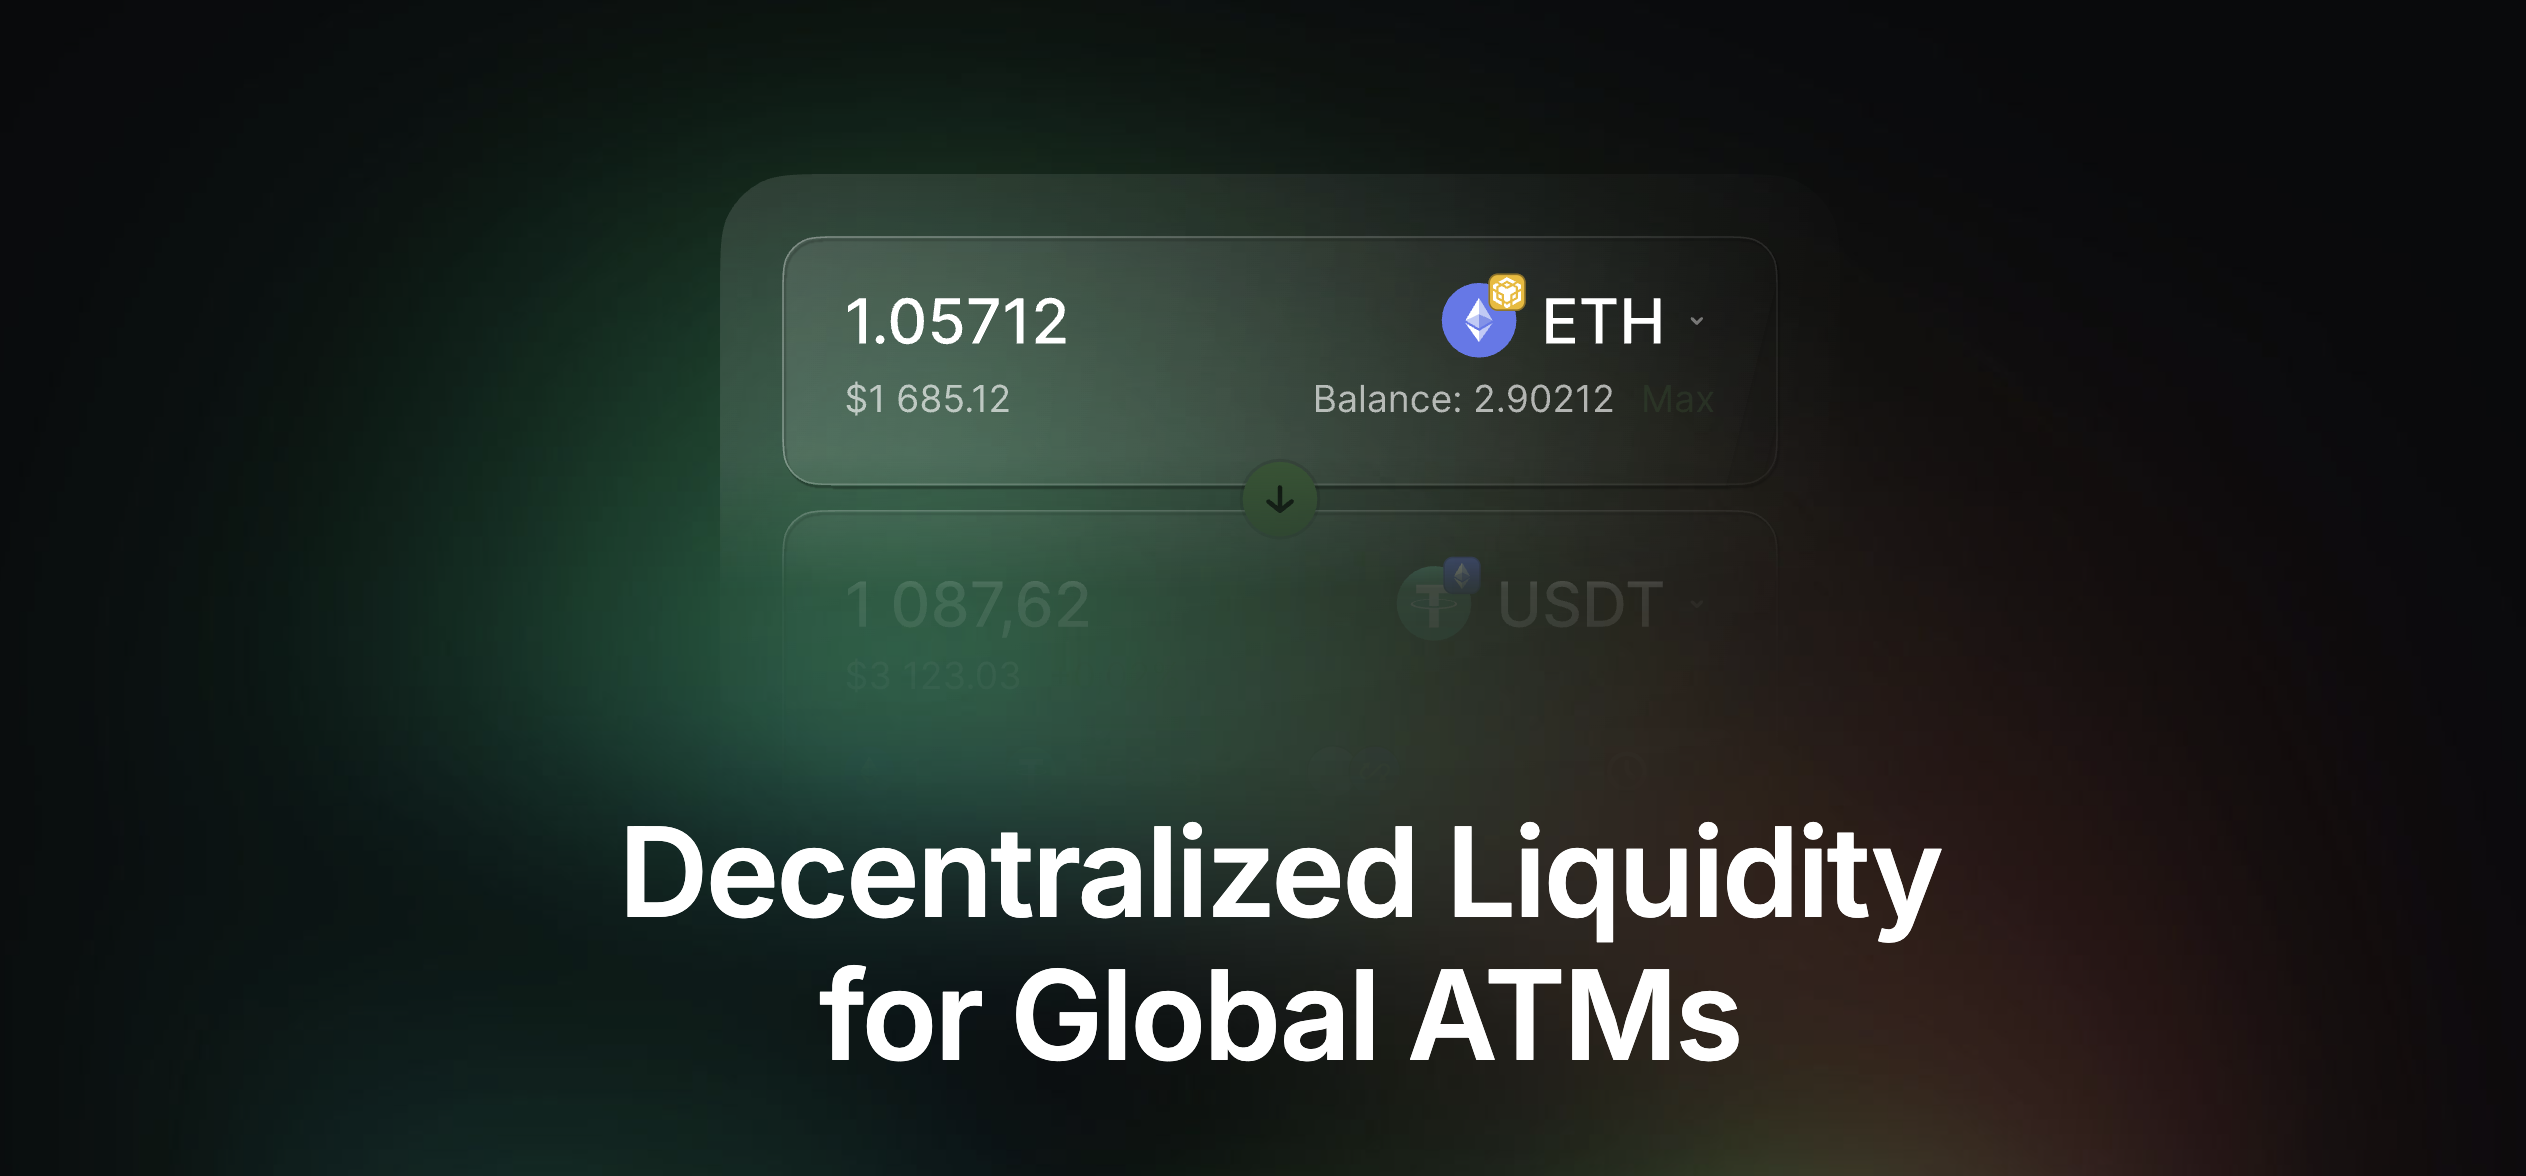 1.05712
ETH
$1 685.12
Balance: 2.90212 Max
1 087,62
USDT
$3 123.03
Decentralized Liquidity
for Global ATMs